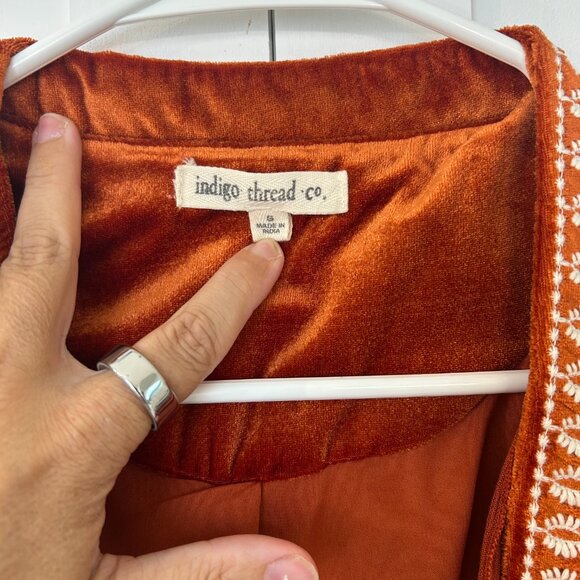 indigo thread co.
S
MADE IN
INDIA